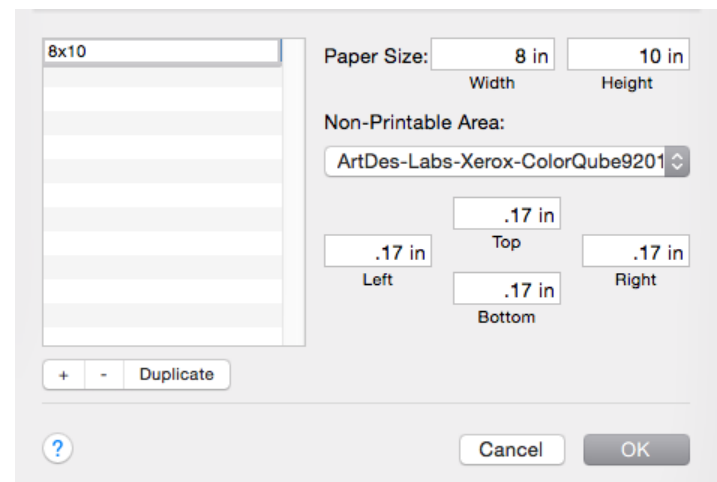 8x10
Paper Size: 8 in 10 in
Width Height
Non-Printable Area:
ArtDes-Labs-Xerox-ColorQube9201
.17 in
Top
.17 in .17 in
Left Right
.17 in
Bottom
+ - Duplicate
? Cancel OK